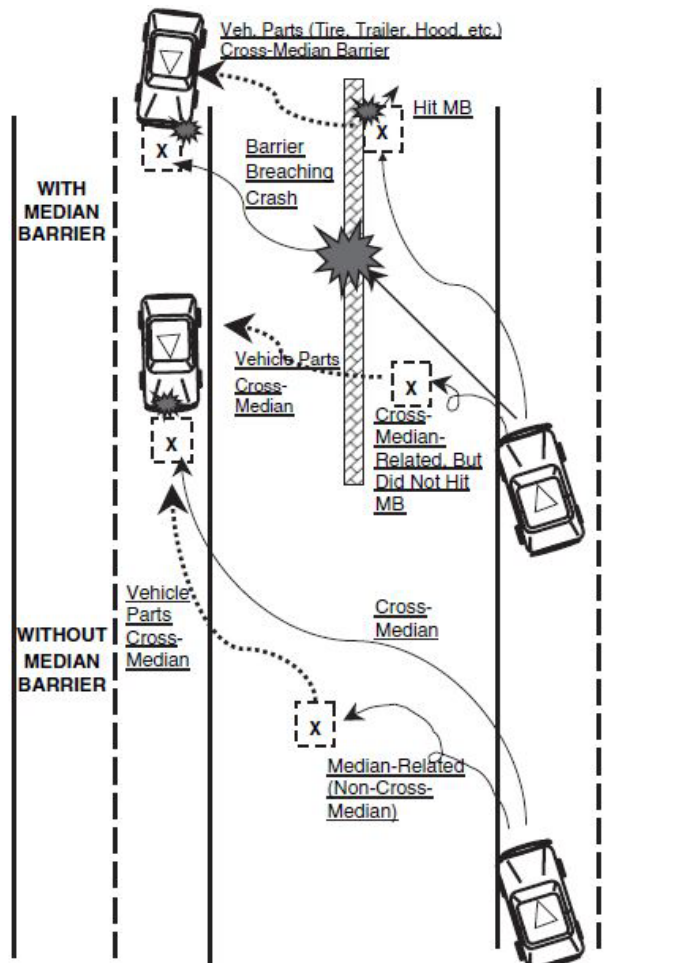 Veh. Parts (Tire, Trailer, Hood, etc.)
Cross-Median Barrier
Hit MB
X
X
Barrier
Breaching
Crash
WITH
MEDIAN
BARRIER
Vehicle Parts
Cross-
Median
X
Cross-
Median-
Related, But
Did Not Hit
MB
X
Vehicle
Parts
Cross-
Median
Cross-
Median
WITHOUT
MEDIAN
BARRIER
X
Median-Related
(Non-Cross-
Median)